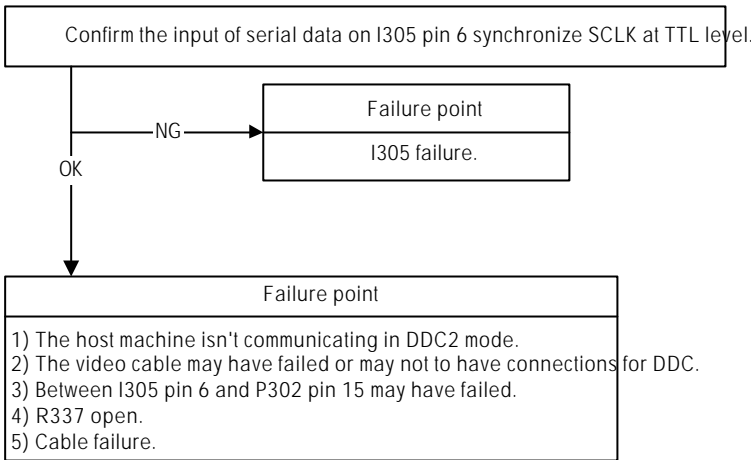 Confirm the input of serial data on I305 pin 6 synchronize SCLK at TTL level.
Failure point
NG
I305 failure.
OK
Failure point
1) The host machine isn't communicating in DDC2 mode.
2) The video cable may have failed or may not to have connections for DDC.
3) Between I305 pin 6 and P302 pin 15 may have failed.
4) R337 open.
5) Cable failure.